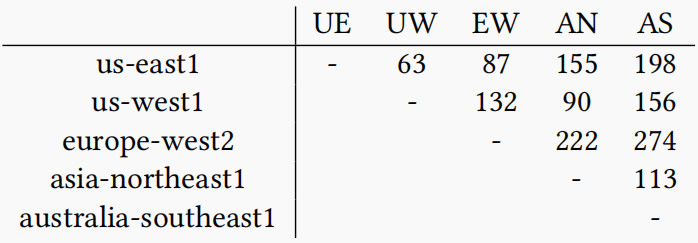 UE UW EW AN AS
us-east1 - 63 87 155 198
us-west1 - 132 90 156
europe-west2 - 222 274
asia-northeast1 - 113
australia-southeast1 -